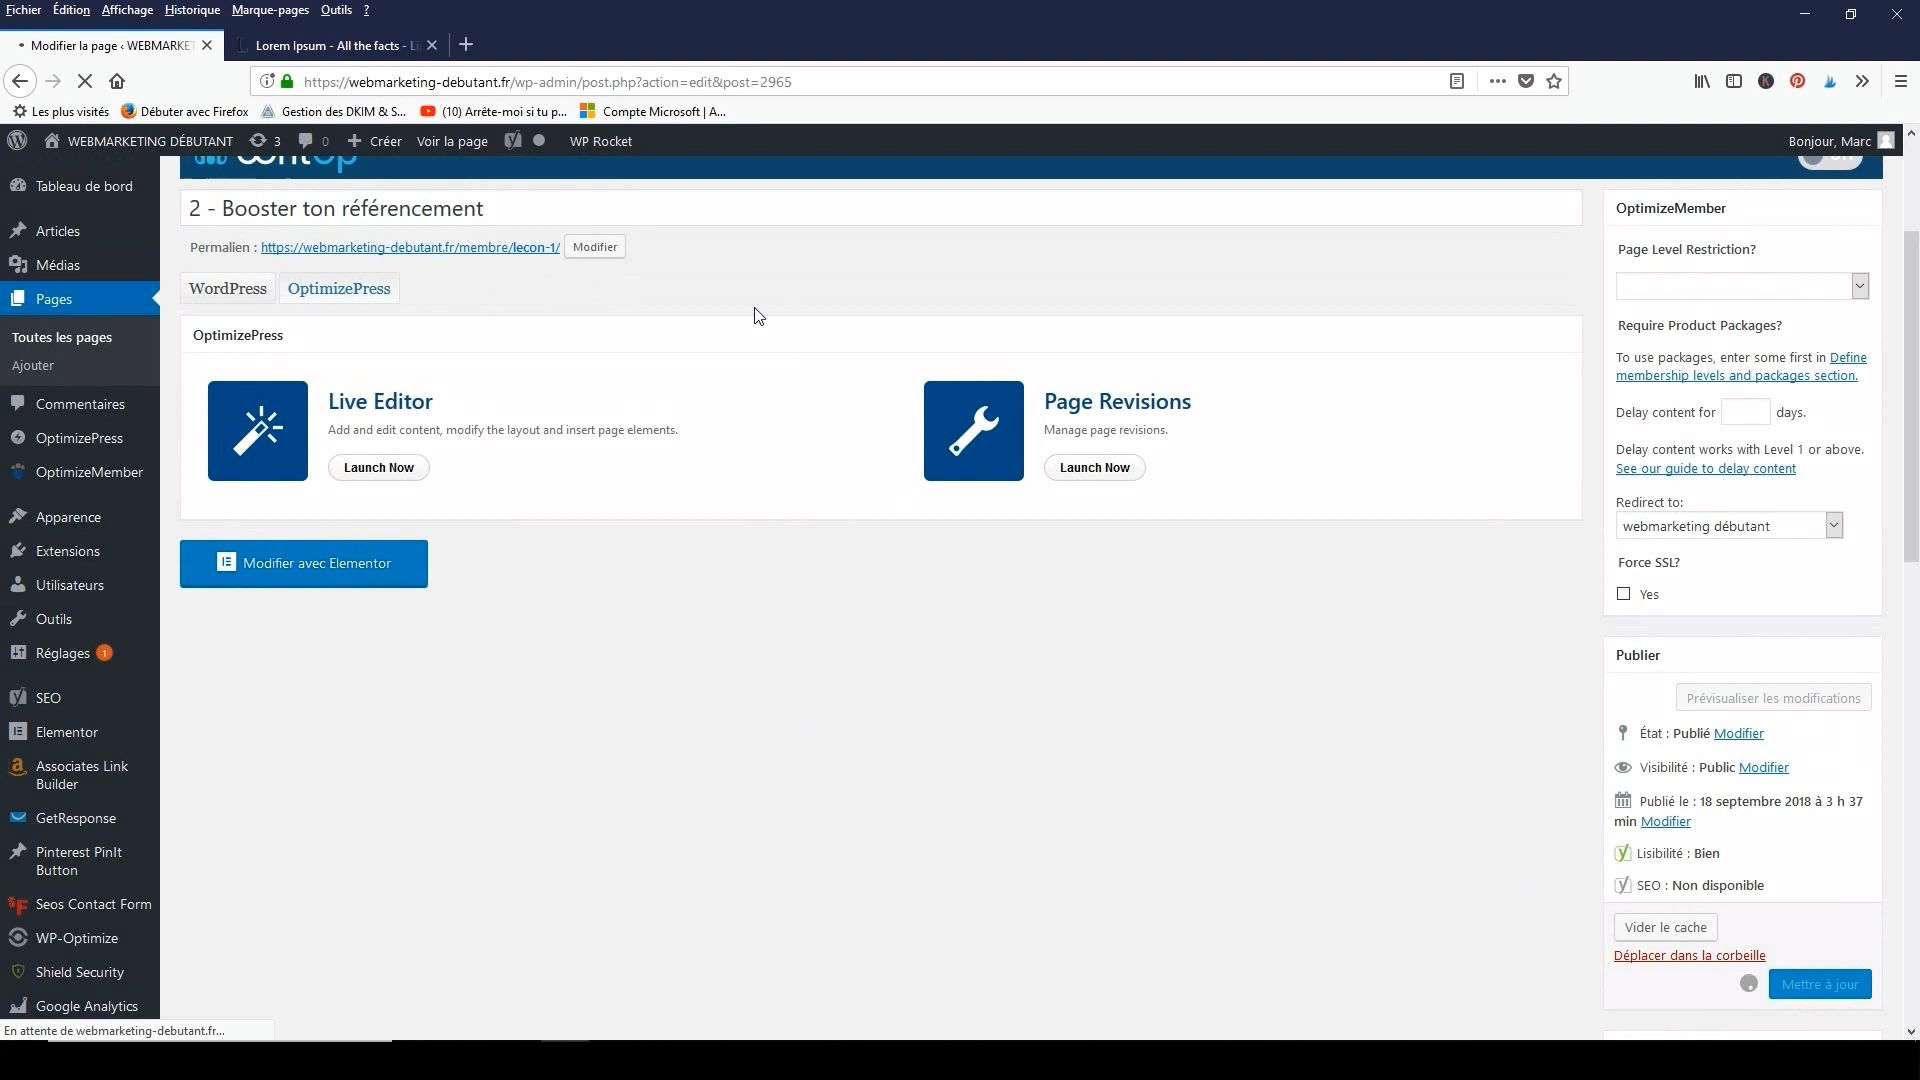 Fichier Édition Affichage Historique Marque-pages Outils ?
Modifier la page ‹ WEBMARKET
Lorem Ipsum - All the facts - Li
https://webmarketing-debutant.fr/wp-admin/post.php?action=edit&post=2965
Les plus visités Débuter avec Firefox Gestion des DKIM & S... (10) Arrête-moi si tu p... Compte Microsoft | A...
WEBMARKETING DÉBUTANT 3 0 Créer Voir la page WP Rocket Bonjour, Marc
Tableau de bord
Articles
Médias
Pages
Toutes les pages
Ajouter
Commentaires
OptimizePress
OptimizeMember
Apparence
Extensions
Utilisateurs
Outils
Réglages 1
SEO
Elementor
Associates Link
Builder
GetResponse
Pinterest PinIt
Button
Seos Contact Form
WP-Optimize
Shield Security
Google Analytics
En attente de webmarketing-debutant.fr...
2 - Booster ton référencement
Permalien : https://webmarketing-debutant.fr/membre/lecon-1/ Modifier
WordPress OptimizePress
OptimizePress
Live Editor
Add and edit content, modify the layout and insert page elements.
Launch Now
Page Revisions
Manage page revisions.
Launch Now
Modifier avec Elementor
OptimizeMember
Page Level Restriction?
Require Product Packages?
To use packages, enter some first in Define
membership levels and packages section.
Delay content for days.
Delay content works with Level 1 or above.
See our guide to delay content
Redirect to:
webmarketing débutant
Force SSL?
Yes
Publier
Prévisualiser les modifications
État : Publié Modifier
Visibilité : Public Modifier
Publié le : 18 septembre 2018 à 3 h 37
min Modifier
Lisibilité : Bien
SEO : Non disponible
Vider le cache
Déplacer dans la corbeille
Mettre à jour